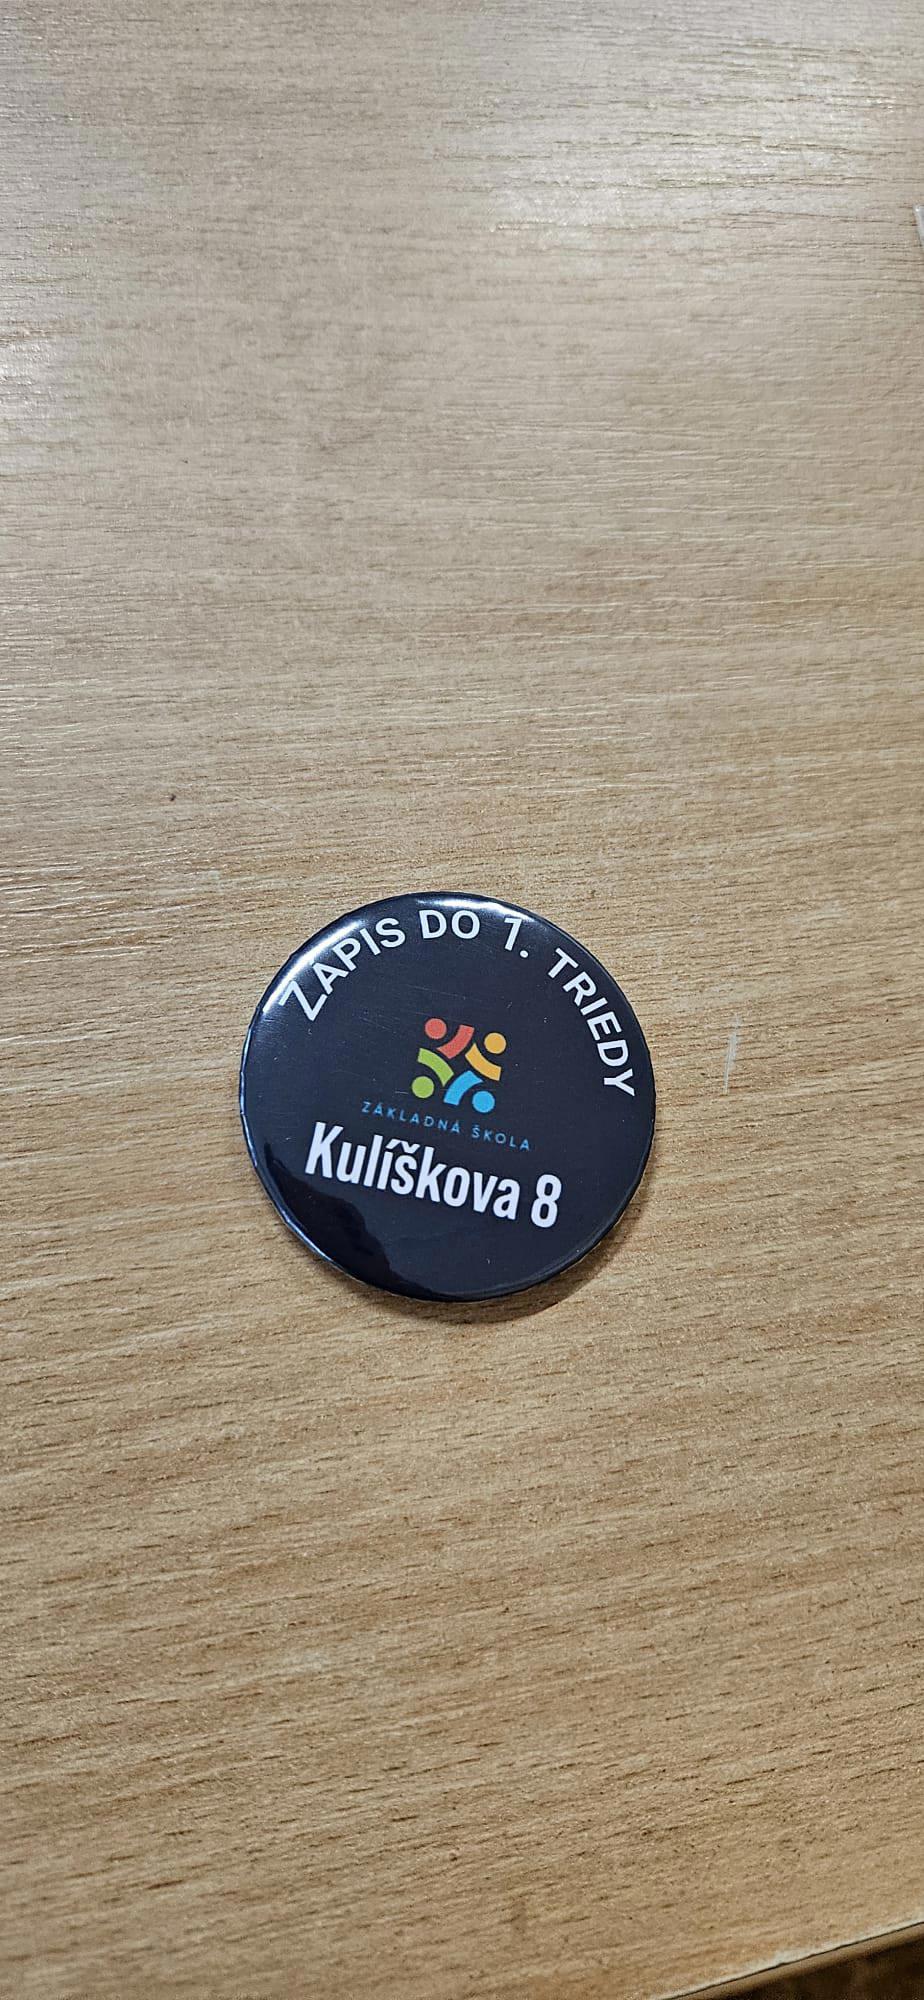 ZÁPIS DO 1. TRIEDY
ZÁKLADNÁ ŠKOLA
Kulíškova 8